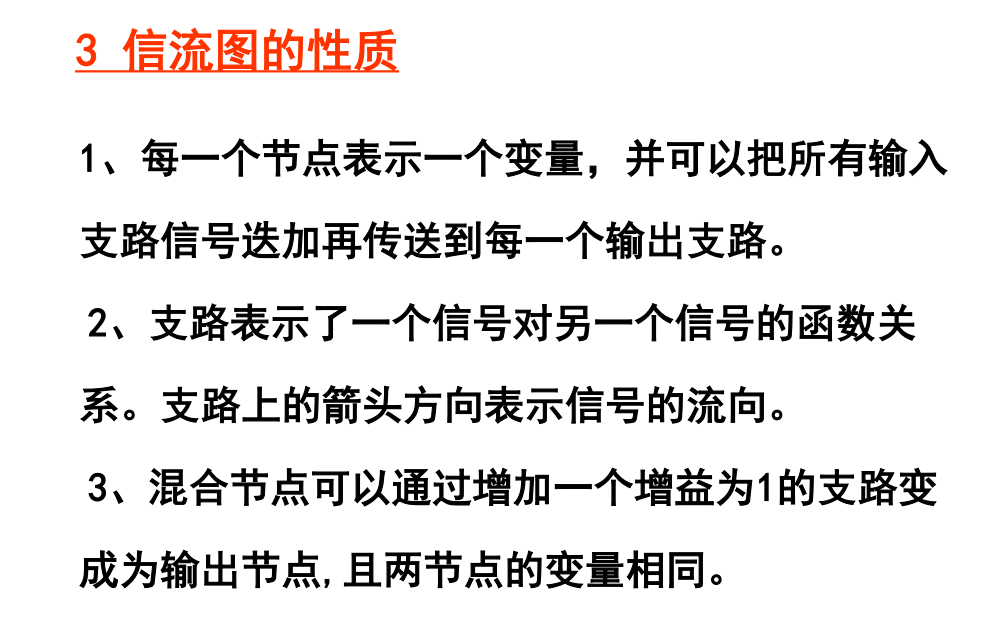 3 信流图的性质
1、每一个节点表示一个变量，并可以把所有输入
支路信号迭加再传送到每一个输出支路。
2、支路表示了一个信号对另一个信号的函数关
系。支路上的箭头方向表示信号的流向。
3、混合节点可以通过增加一个增益为1的支路变
成为输出节点,且两节点的变量相同。